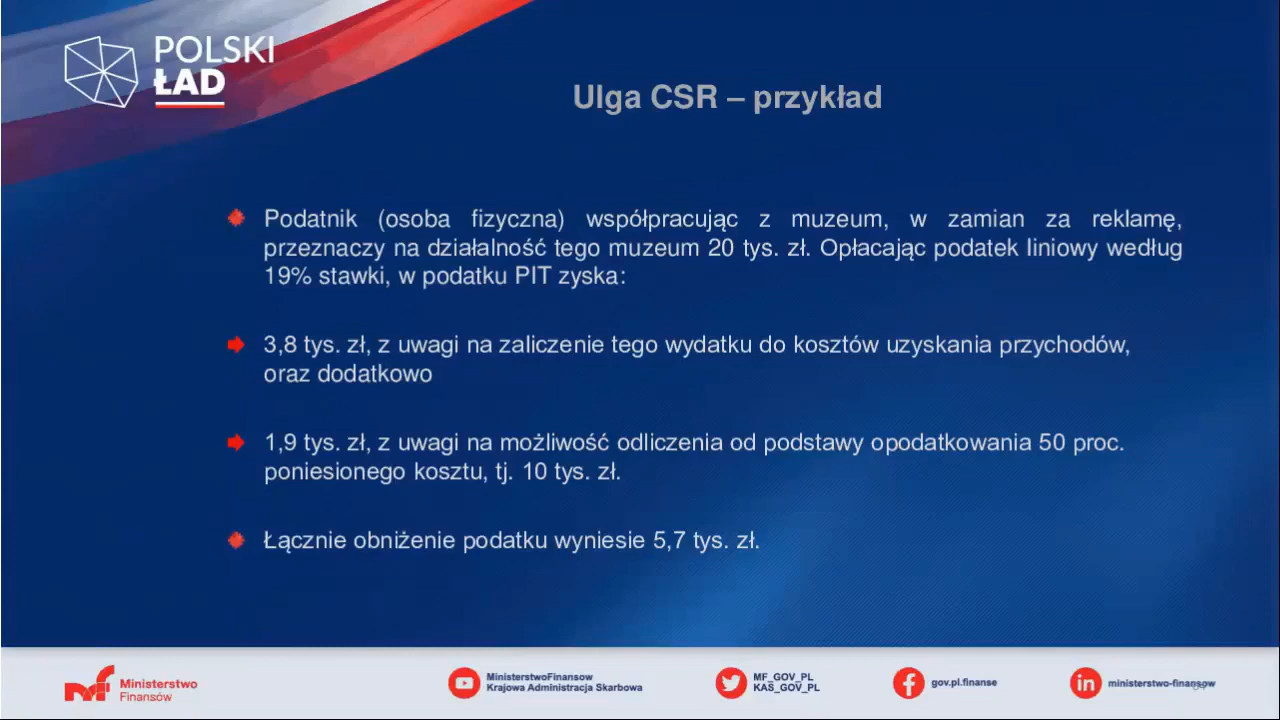 POLSKI
ŁAD
Ulga CSR – przykład
Podatnik (osoba fizyczna) współpracując z muzeum, w zamian za reklamę,
przeznaczy na działalność tego muzeum 20 tys. zł. Opłacając podatek liniowy według
19% stawki, w podatku PIT zyska:
3,8 tys. zł, z uwagi na zaliczenie tego wydatku do kosztów uzyskania przychodów,
oraz dodatkowo
1,9 tys. zł, z uwagi na możliwość odliczenia od podstawy opodatkowania 50 proc.
poniesionego kosztu, tj. 10 tys. zł.
Łącznie obniżenie podatku wyniesie 5,7 tys. zł.
Ministerstwo
Finansów
MinisterstwoFinansow
Krajowa Administracja Skarbowa
MF_GOV_PL
KAS_GOV_PL
gov.pl.finanse
ministerstwo-finansow